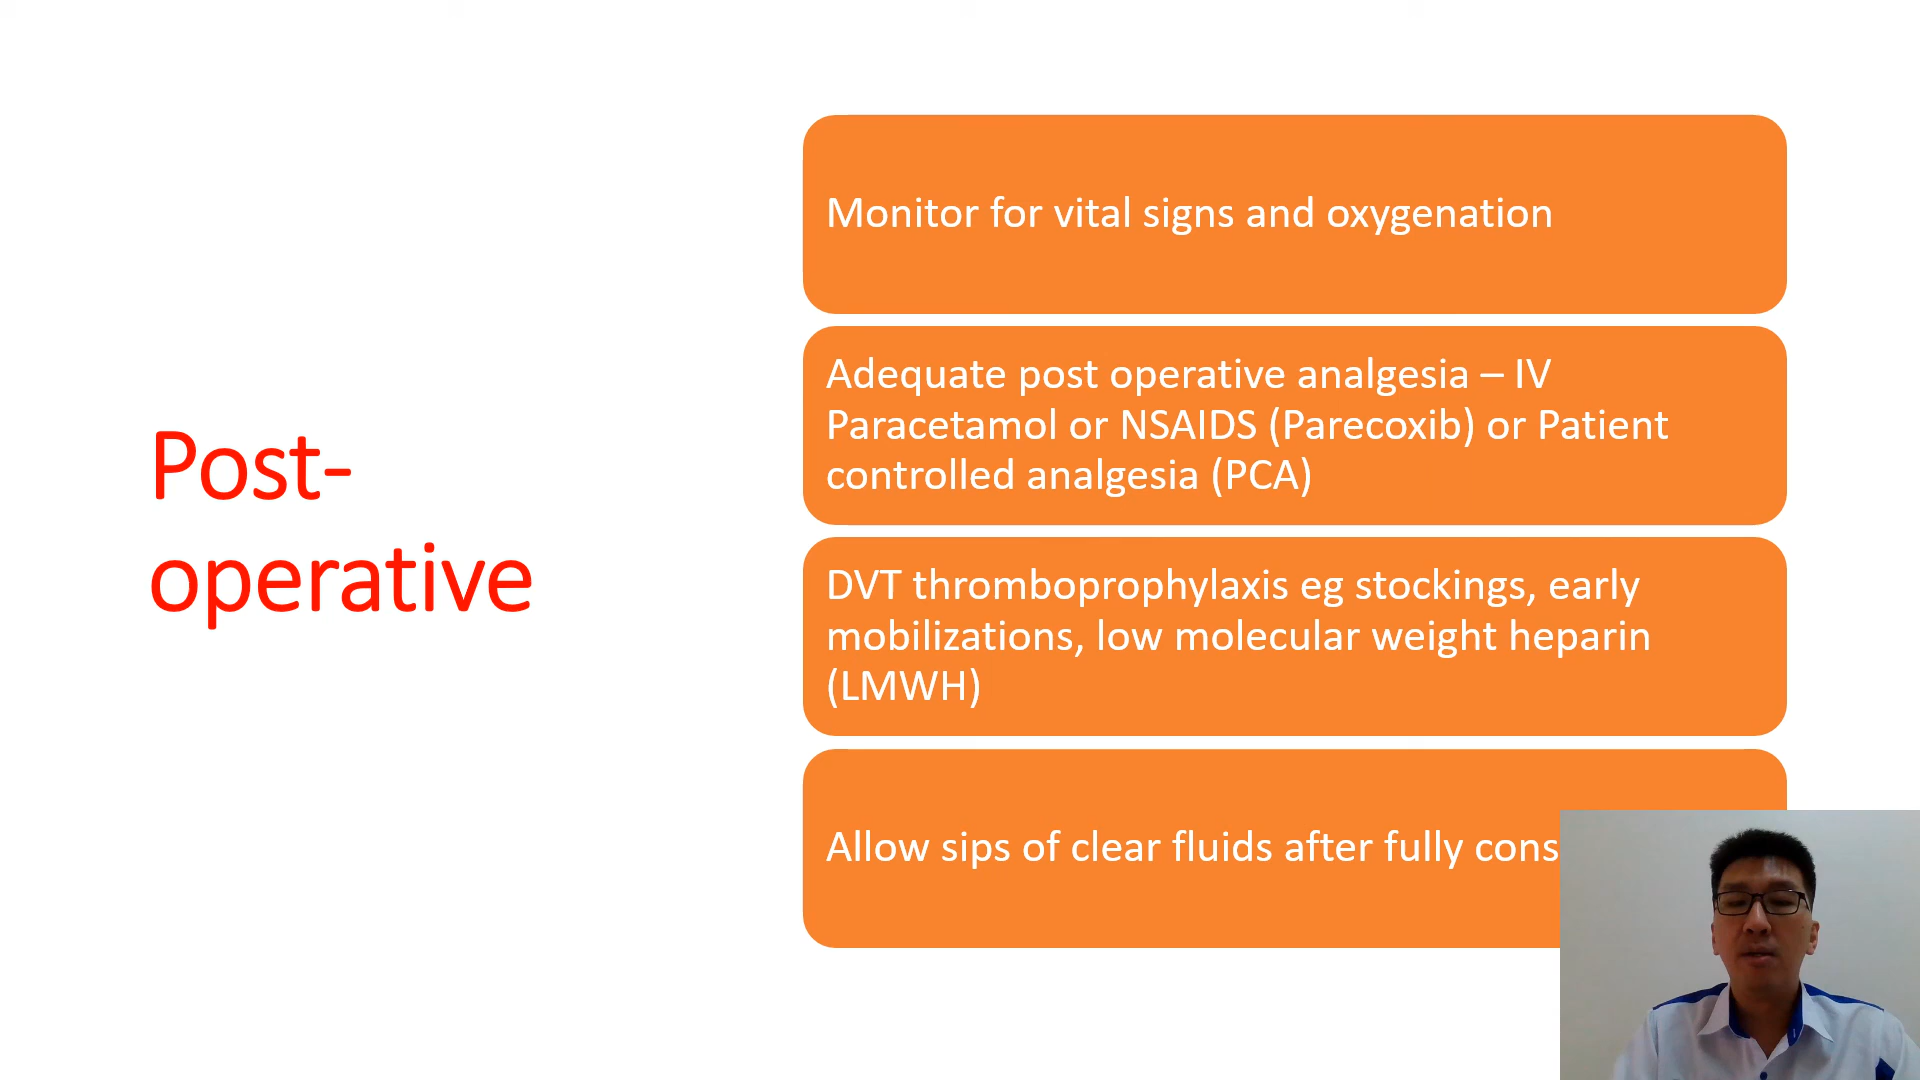 Post-
operative
Monitor for vital signs and oxygenation
Adequate post operative analgesia – IV
Paracetamol or NSAIDS (Parecoxib) or Patient
controlled analgesia (PCA)
DVT thromboprophylaxis eg stockings, early
mobilizations, low molecular weight heparin
(LMWH)
Allow sips of clear fluids after fully cons